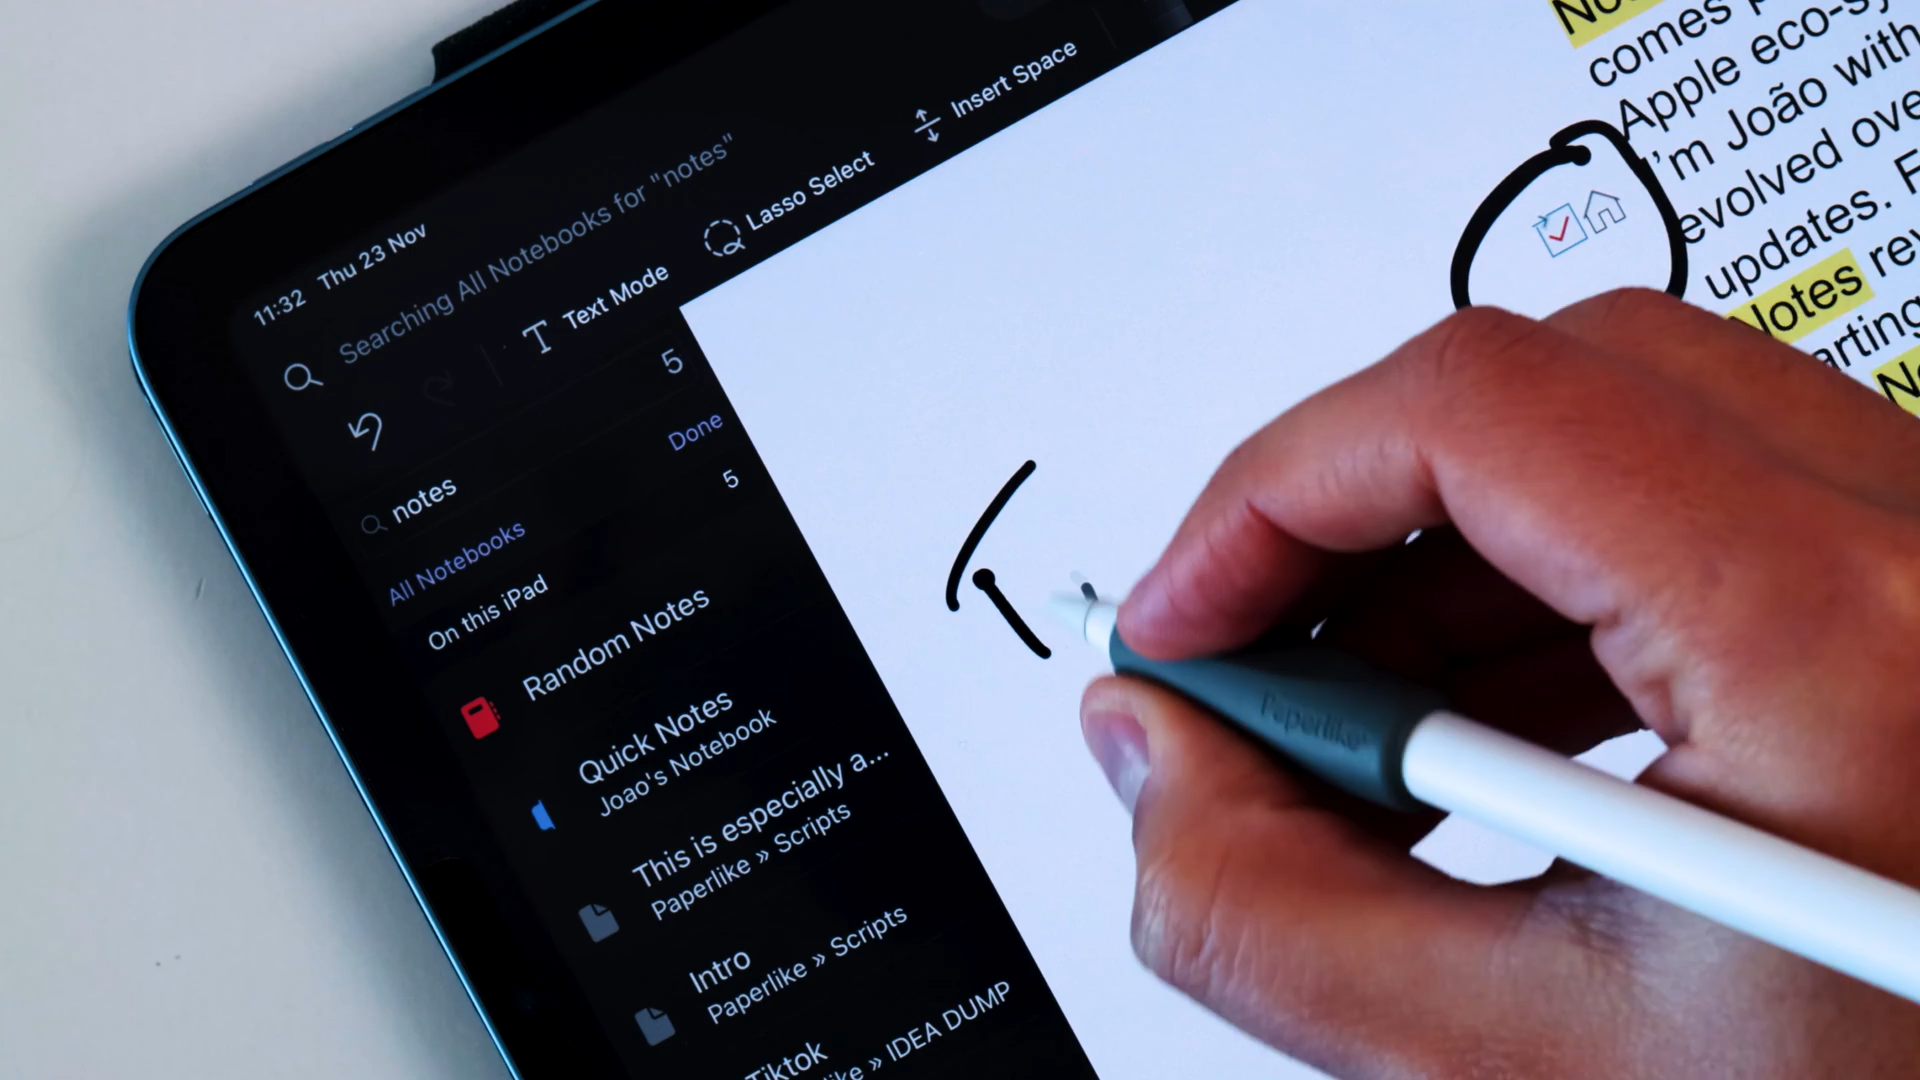 11:32 Thu 23 Nov
Searching All Notebooks for "notes"
Text Mode
Lasso Select
Insert Space
5
notes
Done
All Notebooks
5
On this iPad
Random Notes
Quick Notes
Joao's Notebook
This is especially a...
Paperlike » Scripts
Intro
Paperlike » Scripts
Tiktok
» IDEA DUMP
comes
Apple eco-
I'm João with
evolved
updates.
Notes
Paperlike